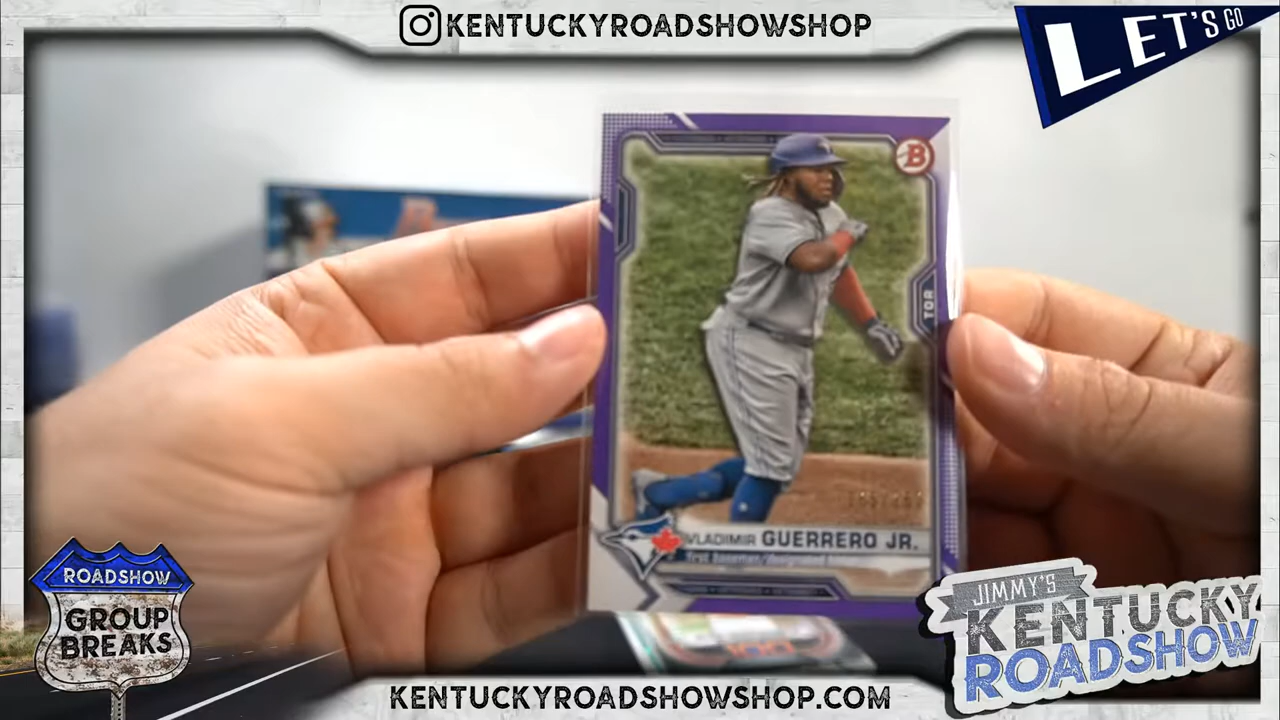 KENTUCKYROADSHOWSHOP
LET'S GO
B
TOR
VLADIMIR GUERRERO JR.
ROADSHOW
GROUP
BREAKS
JIMMY'S
KENTUCKY
ROADSHOW
KENTUCKYROADSHOWSHOP.COM